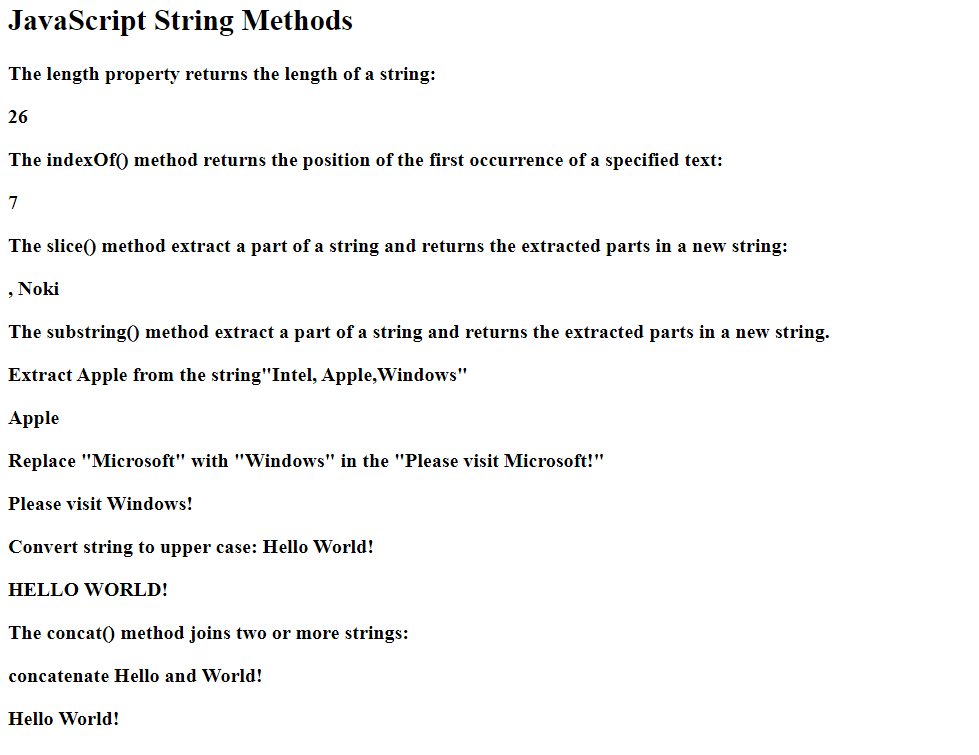 JavaScript String Methods
The length property returns the length of a string:
26
The indexOf() method returns the position of the first occurrence of a specified text:
7
The slice() method extract a part of a string and returns the extracted parts in a new string:
, Noki
The substring() method extract a part of a string and returns the extracted parts in a new string.
Extract Apple from the string"Intel, Apple,Windows"
Apple
Replace "Microsoft" with "Windows" in the "Please visit Microsoft!"
Please visit Windows!
Convert string to upper case: Hello World!
HELLO WORLD!
The concat() method joins two or more strings:
concatenate Hello and World!
Hello World!